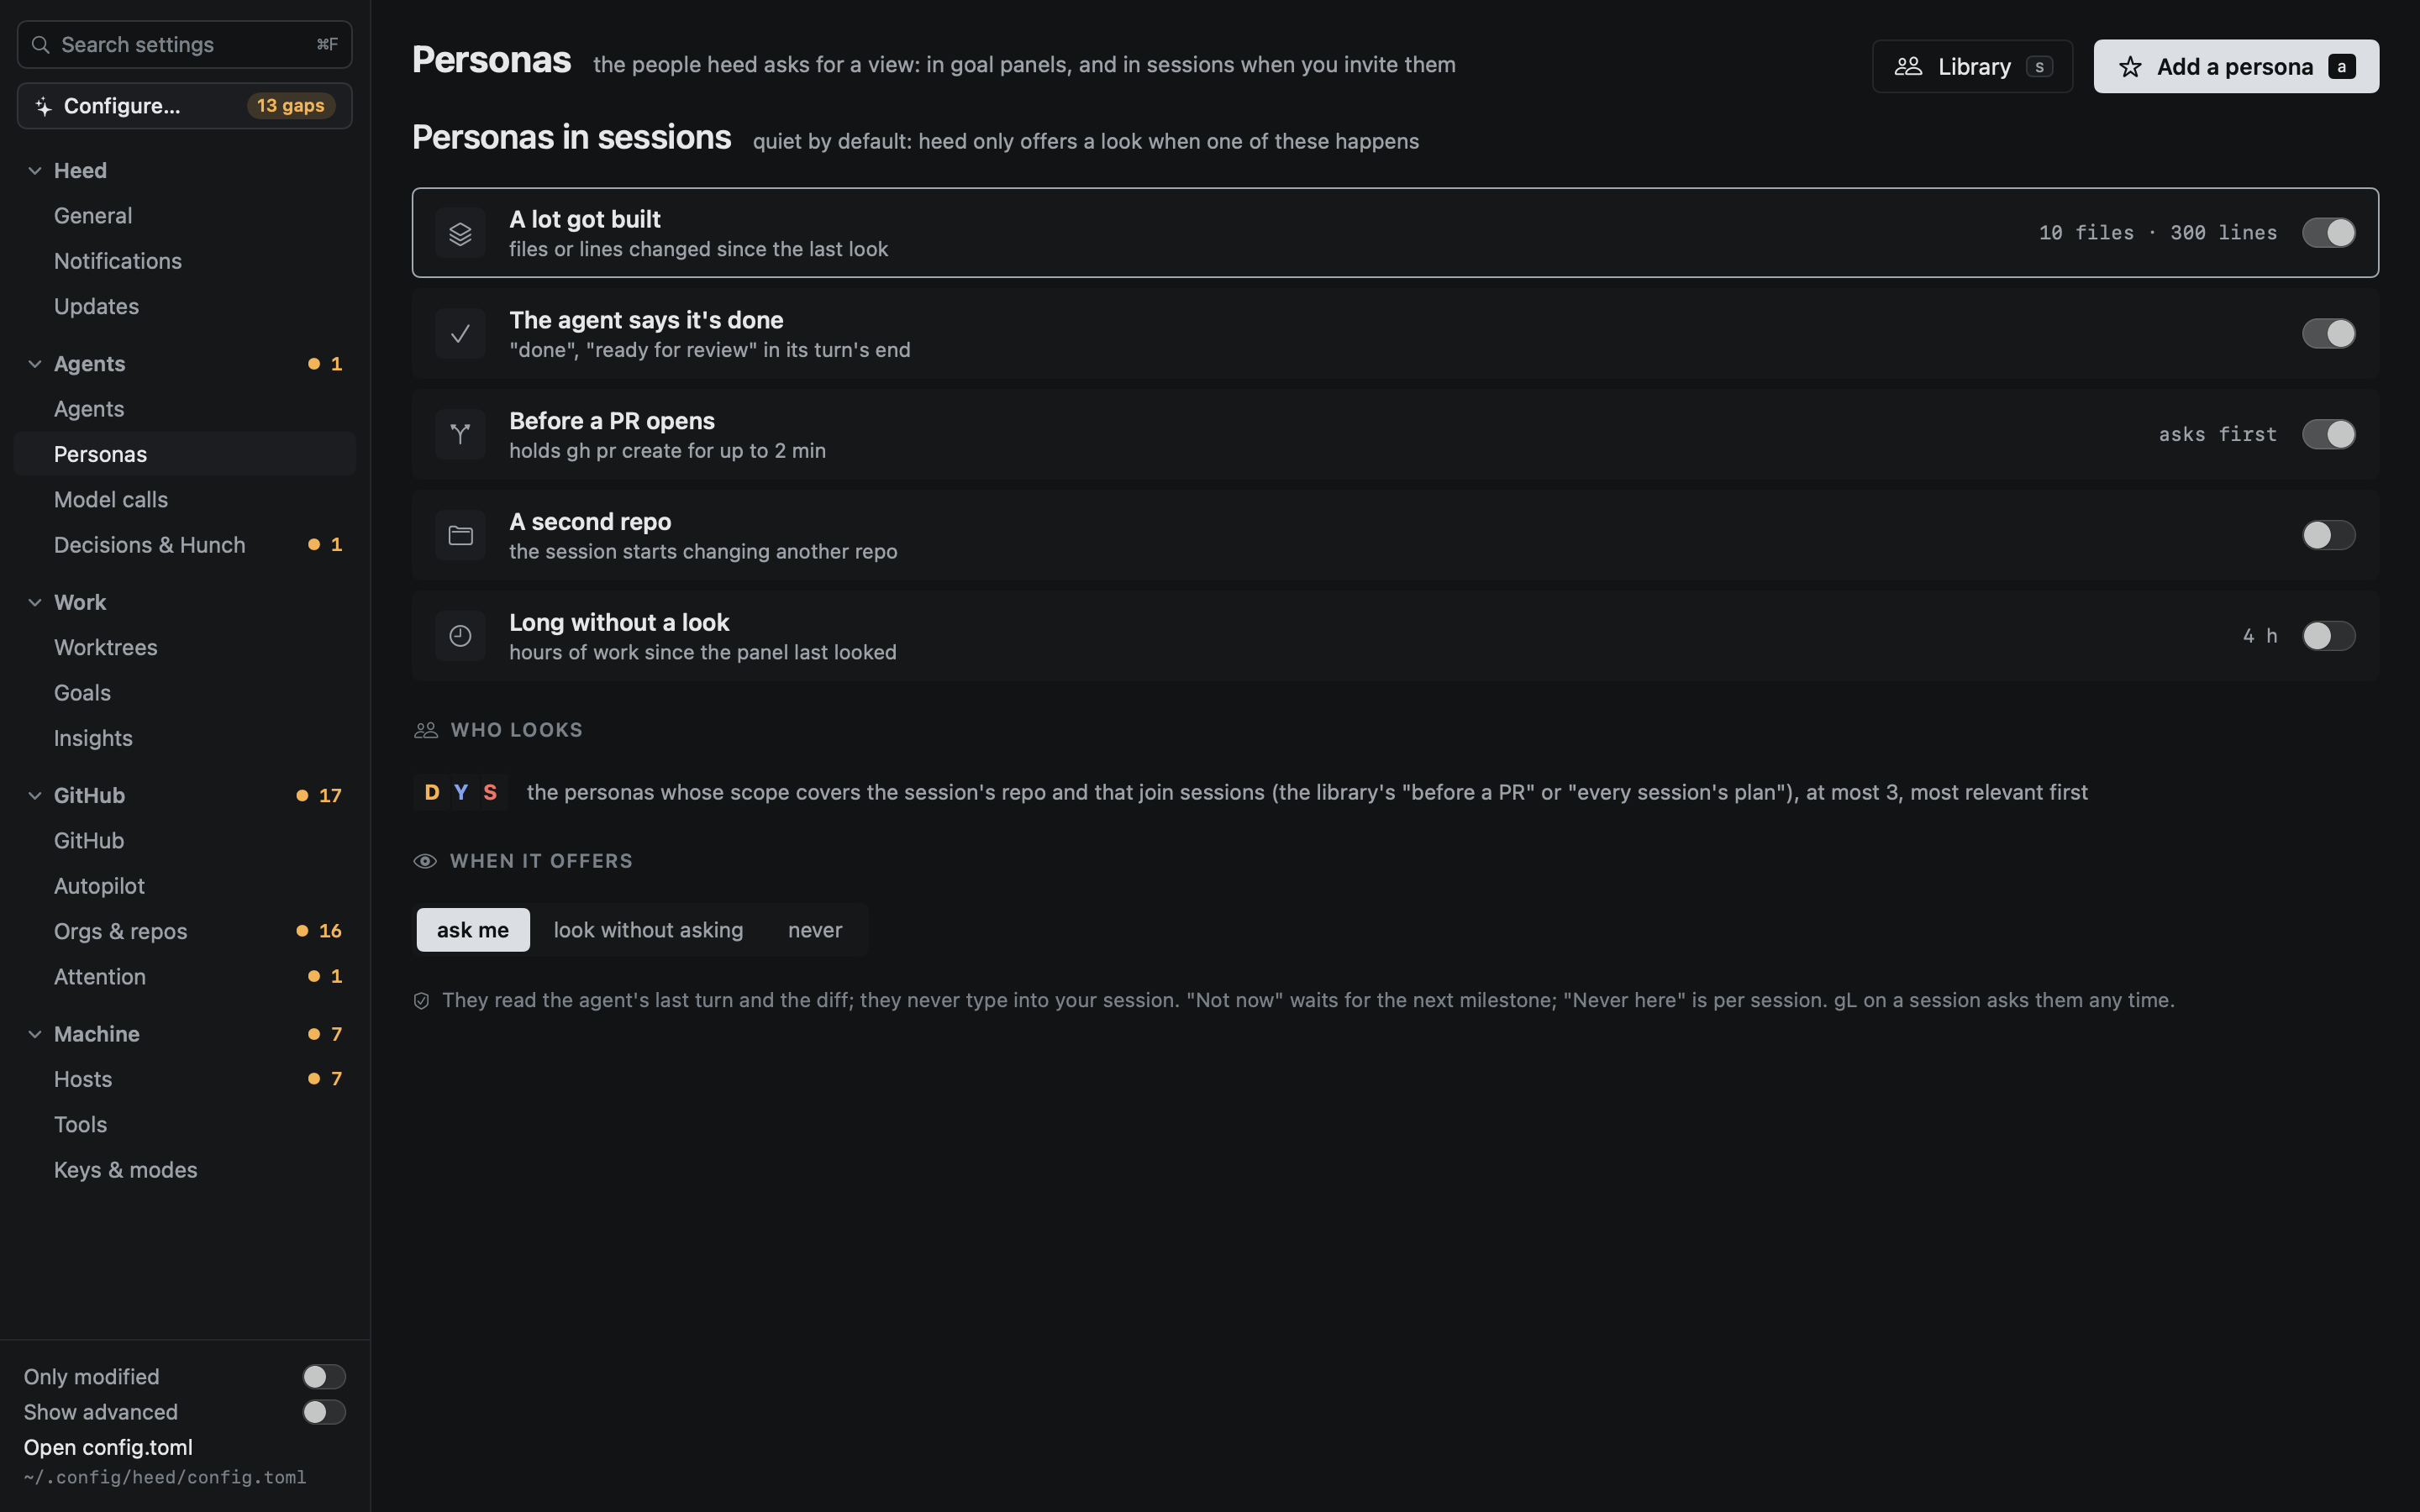 Search settings ⌘F
Configure... 13 gaps
Heed
General
Notifications
Updates
Agents 1
Agents
Personas
Model calls
Decisions & Hunch 1
Work
Worktrees
Goals
Insights
GitHub 17
GitHub
Autopilot
Orgs & repos 16
Attention 1
Machine 7
Hosts 7
Tools
Keys & modes
Only modified
Show advanced
Open config.toml
~/.config/heed/config.toml
Personas the people heed asks for a view: in goal panels, and in sessions when you invite them
Library s
Add a persona a
Personas in sessions quiet by default: heed only offers a look when one of these happens
A lot got built
files or lines changed since the last look
10 files · 300 lines
The agent says it's done
"done", "ready for review" in its turn's end
Before a PR opens
holds gh pr create for up to 2 min
asks first
A second repo
the session starts changing another repo
Long without a look
hours of work since the panel last looked
4 h
WHO LOOKS
D Y S the personas whose scope covers the session's repo and that join sessions (the library's "before a PR" or "every session's plan"), at most 3, most relevant first
WHEN IT OFFERS
ask me look without asking never
They read the agent's last turn and the diff; they never type into your session. "Not now" waits for the next milestone; "Never here" is per session. gL on a session asks them any time.